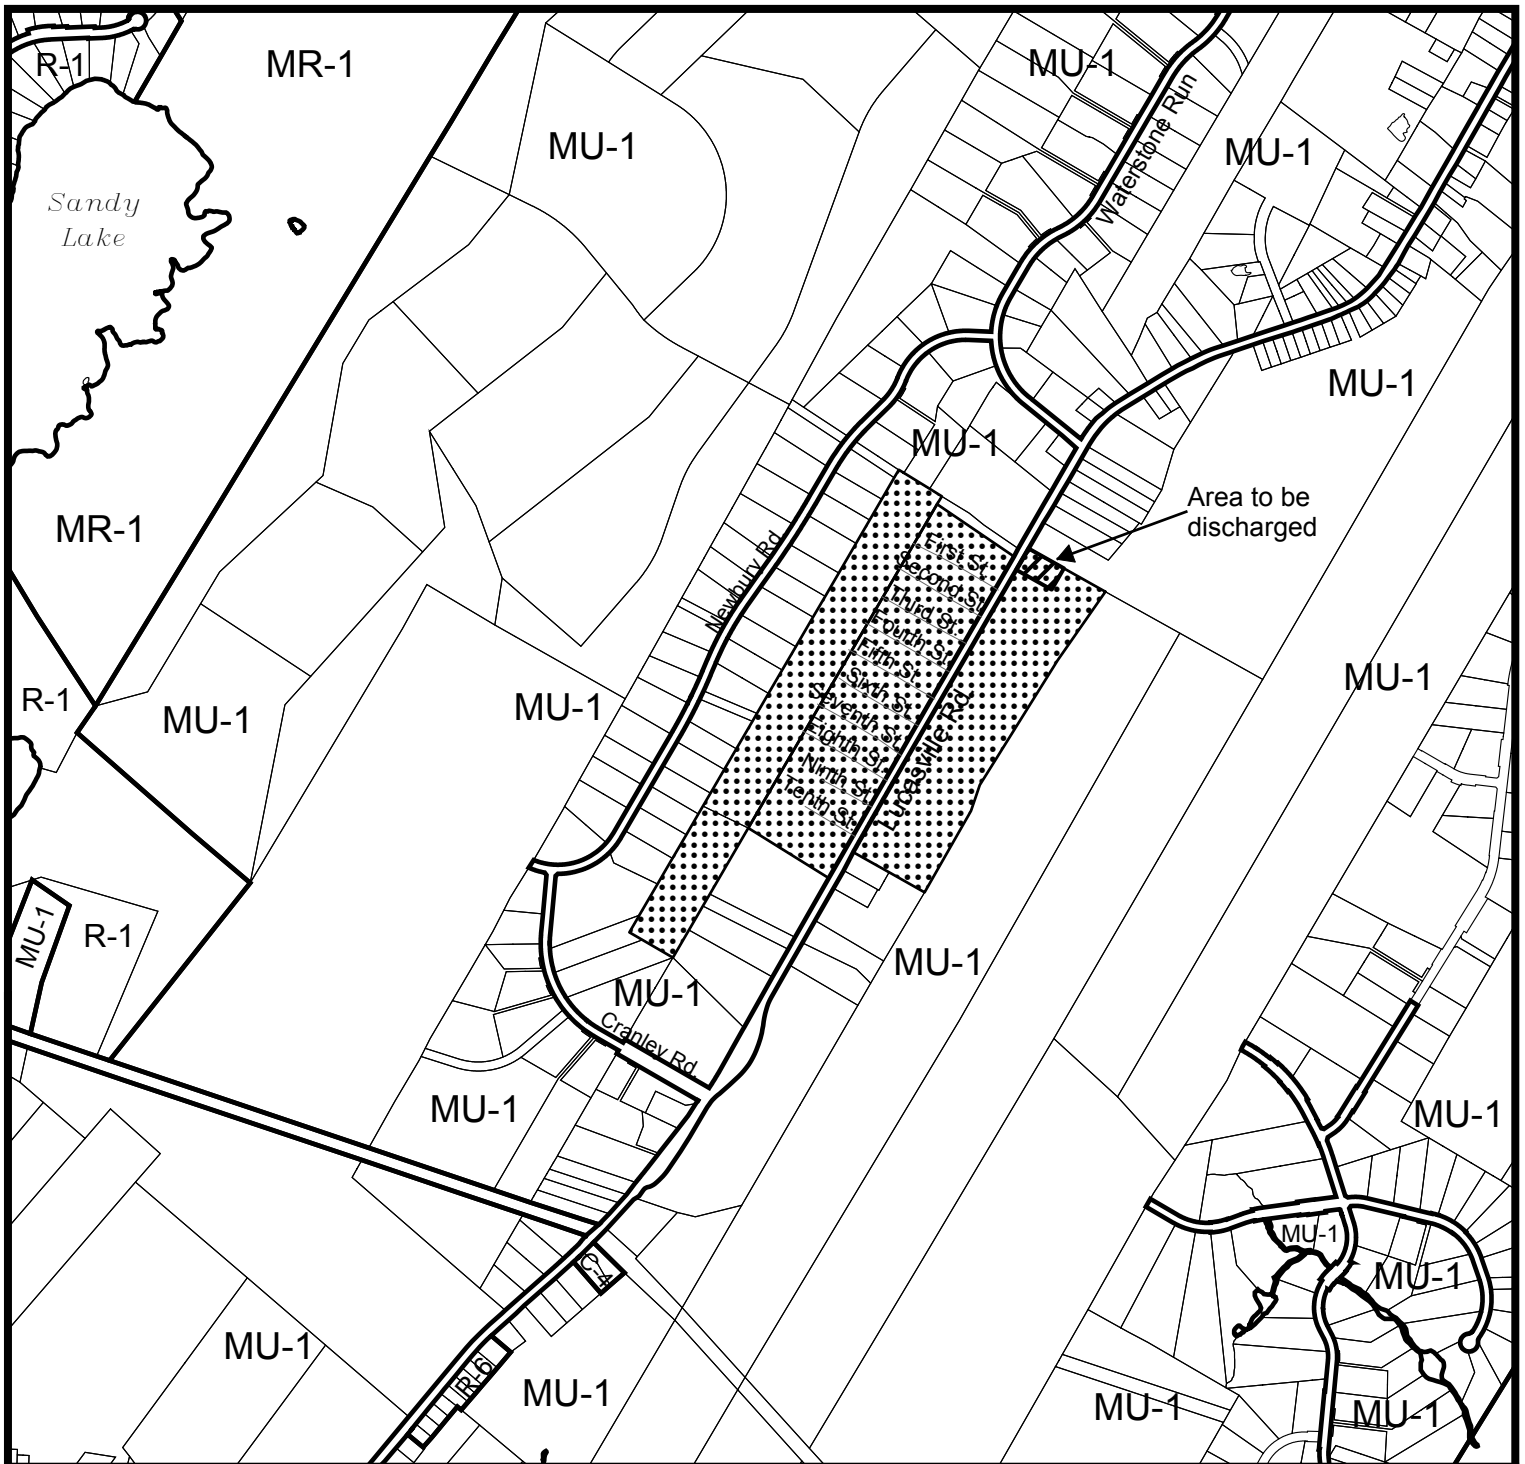 MU-1
R-1
MR-1
Waterstone Run
MU-1
MU-1
Sandy
Lake
MU-1
MU-1
Area to be
discharged
MR-1
First St.
Second St.
Third St.
Fourth St.
Fifth St.
Sixth St.
Seventh St.
Eighth St.
Ninth St.
Tenth St.
Newbury Rd
Lucasville Rd
MU-1
R-1
MU-1
MU-1
MU-1
R-1
MU-1
MU-1
Cranley Rd.
MU-1
MU-1
MU-1
C-4
MU-1
MU-1
R-6
MU-1
MU-1
MU-1